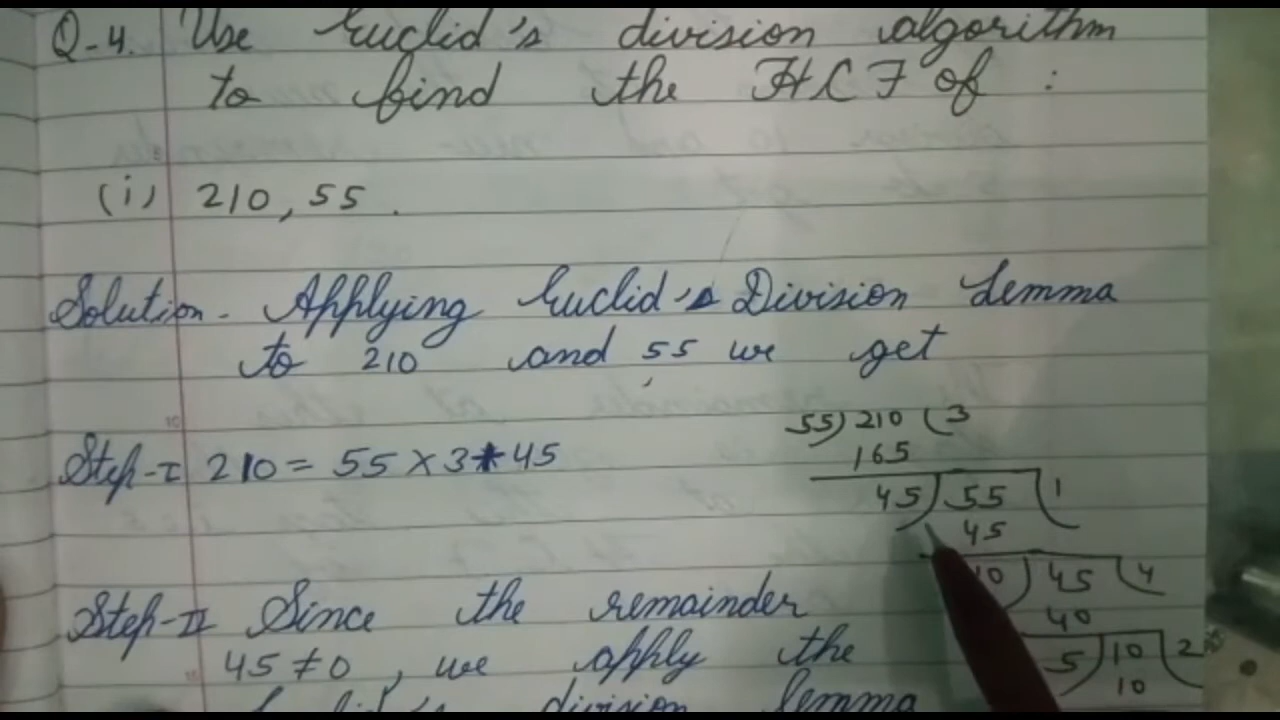 Q-4. Use Euclid's division algorithm
to find the HCF of :
(i) 210, 55.
Solution - Applying Euclid's Division Lemma
to 210 and 55 we get
55) 210 ( 3
165
Step-I 210 = 55 × 3 + 45
45) 55 ( 1
45
10) 45 ( 4
40
Step-II Since the remainder
5) 10 ( 2
10
45 ≠ 0, we apply the
division lemma